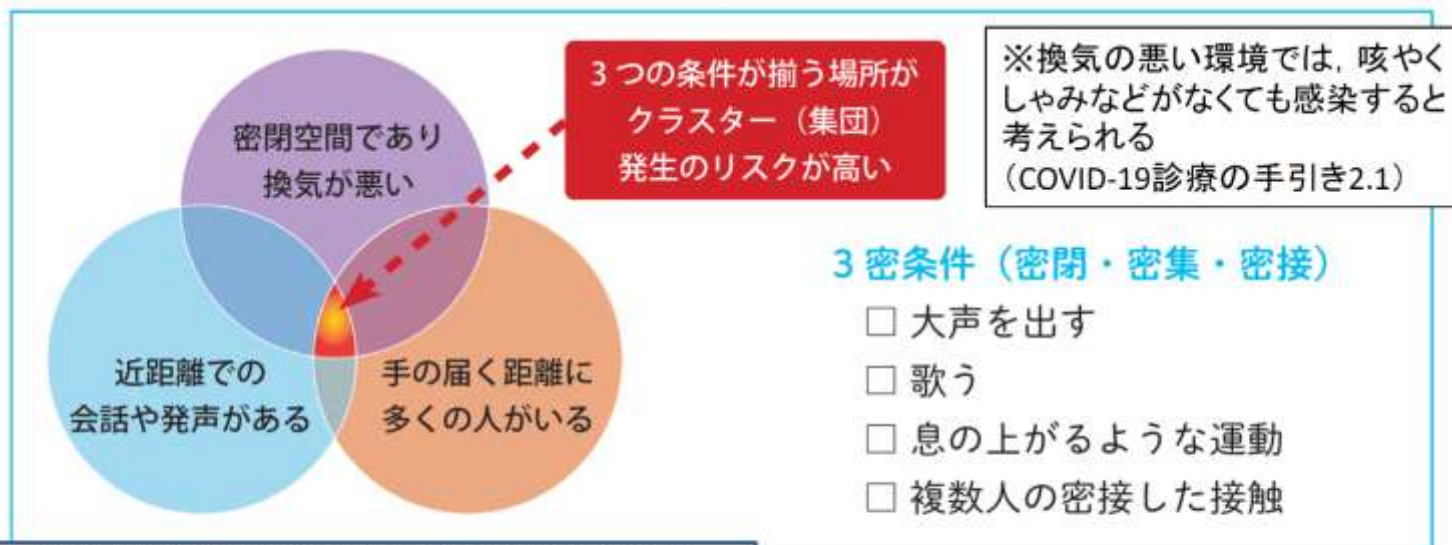 密閉空間であり
換気が悪い
近距離での
会話や発声がある
手の届く距離に
多くの人がいる
3つの条件が揃う場所が
クラスター（集団）
発生のリスクが高い
※換気の悪い環境では，咳やく
しゃみなどがなくても感染すると
考えられる
（COVID-19診療の手引き2.1）
3密条件（密閉・密集・密接）
□ 大声を出す
□ 歌う
□ 息の上がるような運動
□ 複数人の密接した接触